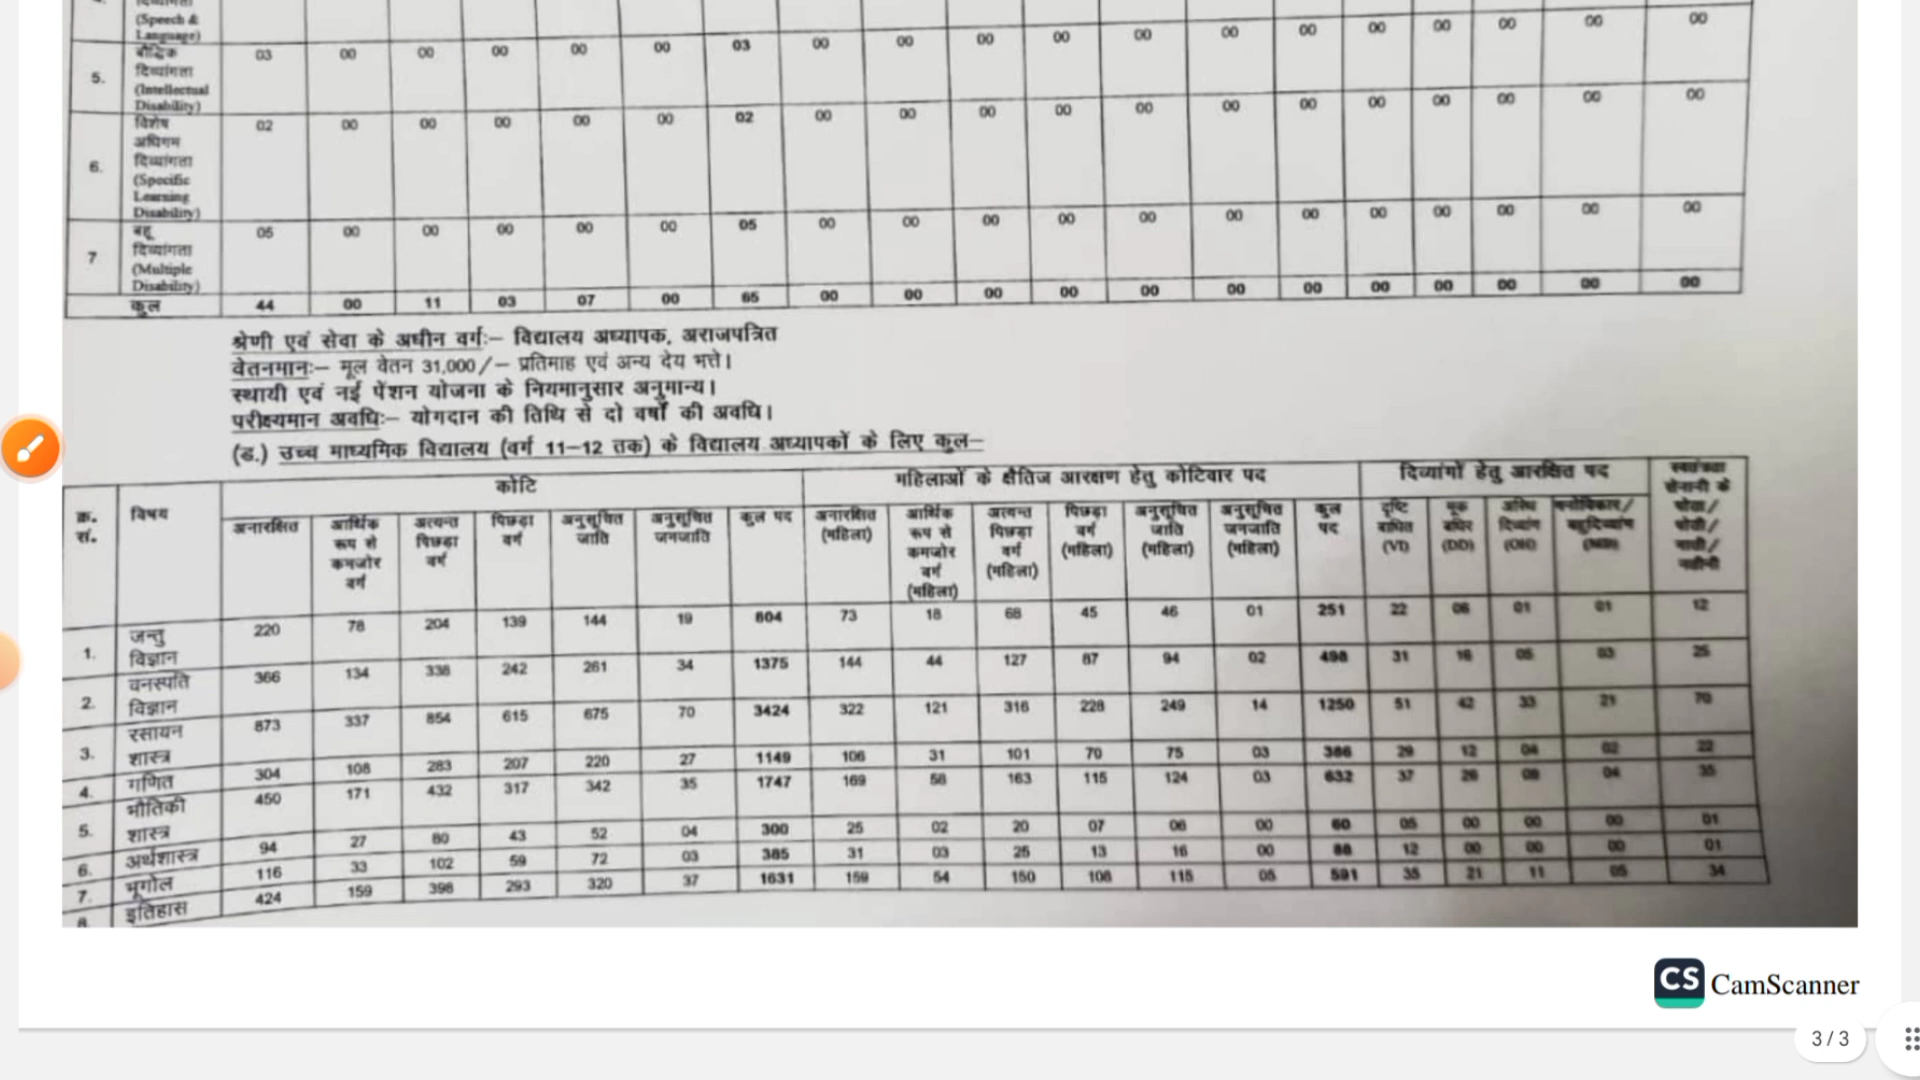 (Speech &
Language)
5. बौद्धिक दिव्यांगता (Intellectual Disability) 03 00 00 00 00 00 03 00 00 00 00 00 00 00 00 00 00 00 00
6. विशेष अधिगम दिव्यांगता (Specific Learning Disability) 02 00 00 00 00 00 02 00 00 00 00 00 00 00 00 00 00 00 00
7 बहू दिव्यांगता (Multiple Disability) 05 00 00 00 00 00 05 00 00 00 00 00 00 00 00 00 00 00 00
कुल 44 00 11 03 07 00 65 00 00 00 00 00 00 00 00 00 00 00 00
श्रेणी एवं सेवा के अधीन वर्गः– विद्यालय अध्यापक, अराजपत्रित
वेतनमानः– मूल वेतन 31,000/– प्रतिमाह एवं अन्य देय भत्ते।
स्थायी एवं नई पेंशन योजना के नियमानुसार अनुमान्य।
परीक्ष्यमान अवधिः– योगदान की तिथि से दो वर्षों की अवधि।
(ड.) उच्च माध्यमिक विद्यालय (वर्ग 11–12 तक) के विद्यालय अध्यापकों के लिए कुल–
क्र. सं. विषय कोटि महिलाओं के क्षैतिज आरक्षण हेतु कोटिवार पद दिव्यांगों हेतु आरक्षित पद
अनारक्षित आर्थिक रूप से कमजोर वर्ग अत्यन्त पिछड़ा वर्ग पिछड़ा वर्ग अनुसूचित जाति अनुसूचित जनजाति कुल पद अनारक्षित (महिला) आर्थिक रूप से कमजोर वर्ग (महिला) अत्यन्त पिछड़ा वर्ग (महिला) पिछड़ा वर्ग (महिला) अनुसूचित जाति (महिला) अनुसूचित जनजाति (महिला) कुल पद दृष्टि बाधित (VI) मूक बधिर (DD)
1. जन्तु विज्ञान 220 78 204 139 144 19 804 73 18 68 45 46 01 251 22 06 01 01 12
2. वनस्पति विज्ञान 366 134 338 242 261 34 1375 144 44 127 87 94 02 498 31 16 05 03 25
3. रसायन शास्त्र 873 337 854 615 675 70 3424 322 121 316 228 249 14 1250 51 42 33 21 70
4. गणित 304 108 283 207 220 27 1149 106 31 101 70 75 03 386 29 12 04 02 22
5. भौतिकी शास्त्र 450 171 432 317 342 35 1747 169 58 163 115 124 03 632 37 26 08 04 35
6. अर्थशास्त्र 94 27 80 43 52 04 300 25 02 20 07 06 00 60 05 00 00 00 01
7. भूगोल 116 33 102 59 72 03 385 31 03 25 13 16 00 88 12 00 00 00 01
इतिहास 424 159 398 293 320 37 1631 159 54 150 108 115 05 591 35 21 11 05 34
CS CamScanner
3 / 3